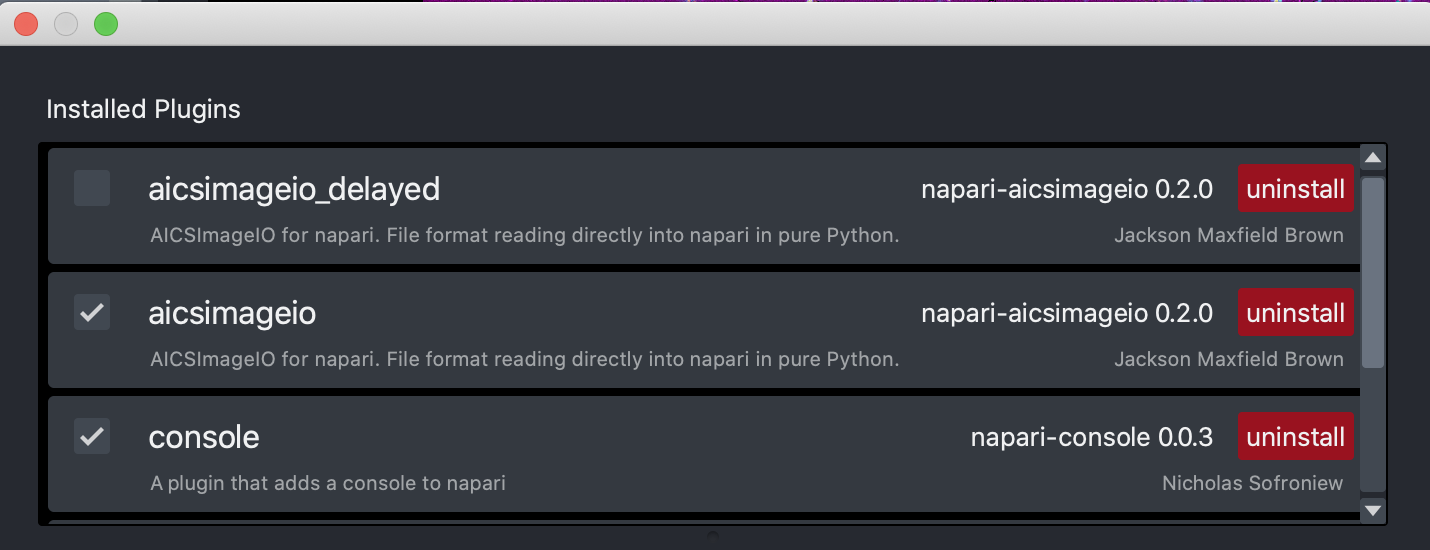 Installed Plugins
aicsimageio_delayed napari-aicsimageio 0.2.0 uninstall
AICSImageIO for napari. File format reading directly into napari in pure Python. Jackson Maxfield Brown
aicsimageio napari-aicsimageio 0.2.0 uninstall
AICSImageIO for napari. File format reading directly into napari in pure Python. Jackson Maxfield Brown
console napari-console 0.0.3 uninstall
A plugin that adds a console to napari Nicholas Sofroniew